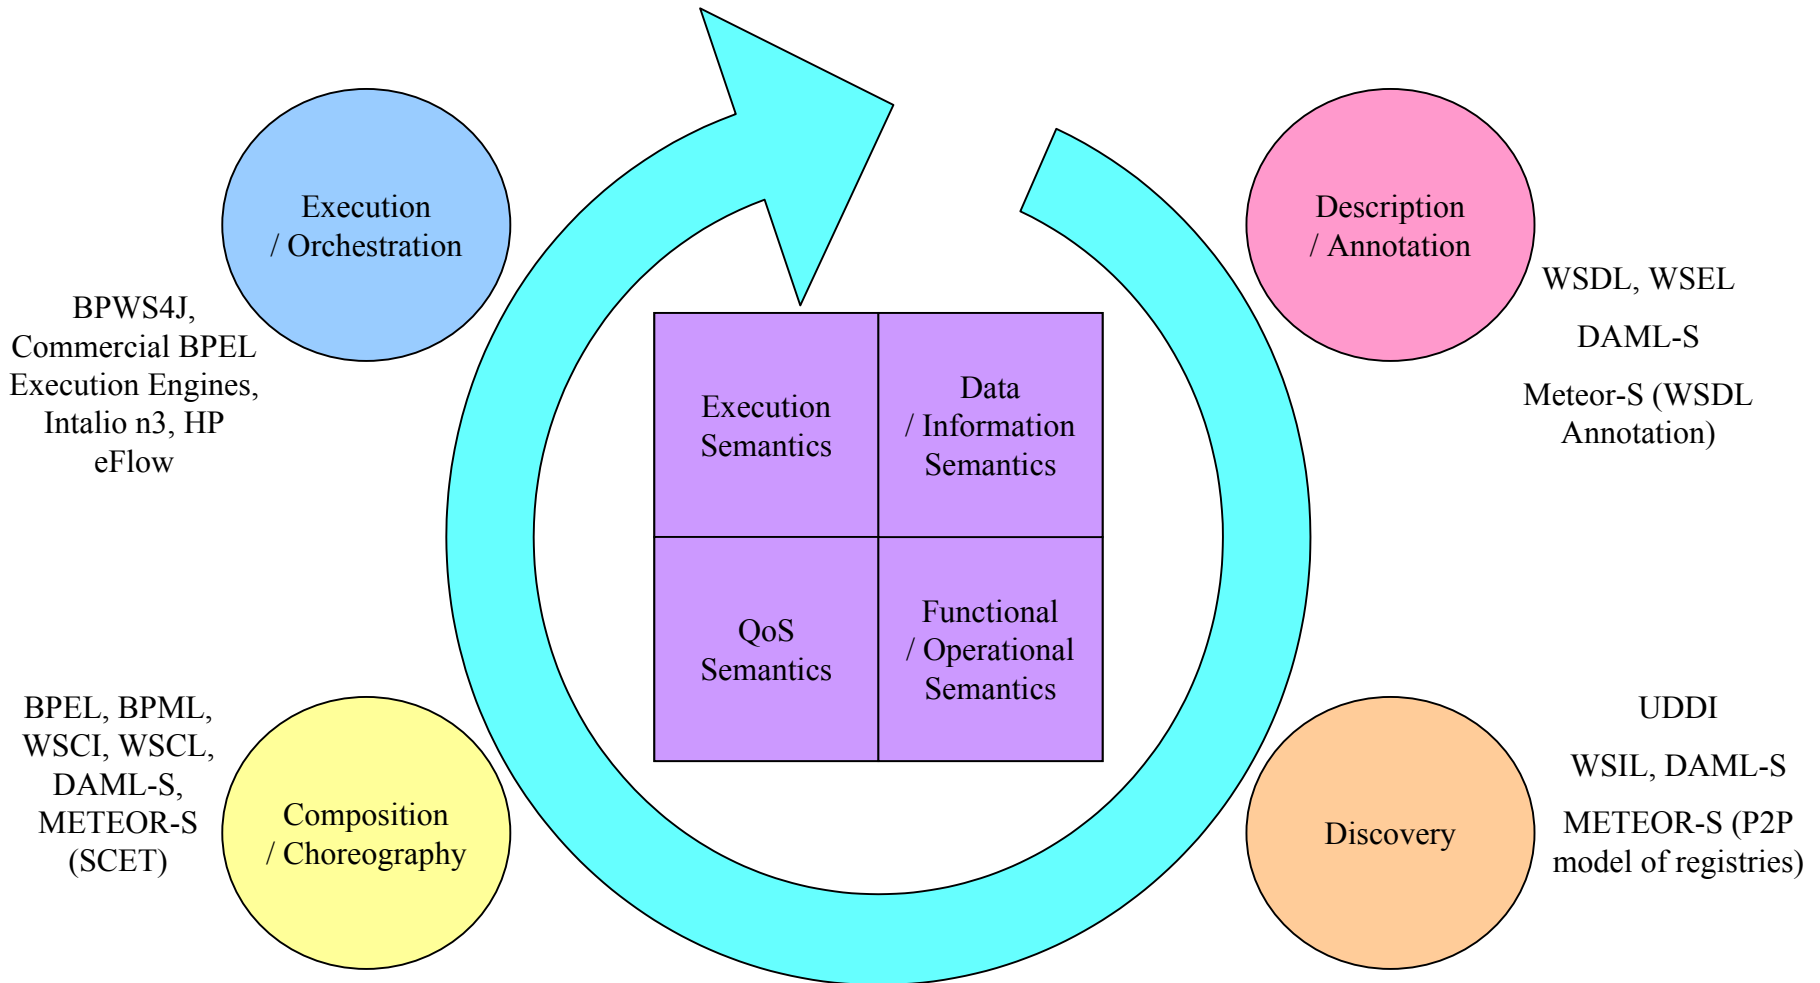 Execution
/ Orchestration
BPWS4J,
Commercial BPEL
Execution Engines,
Intalio n3, HP
eFlow
Description
/ Annotation
WSDL, WSEL
DAML-S
Meteor-S (WSDL
Annotation)
Execution
Semantics
Data
/ Information
Semantics
QoS
Semantics
Functional
/ Operational
Semantics
BPEL, BPML,
WSCI, WSCL,
DAML-S,
METEOR-S
(SCET)
Composition
/ Choreography
Discovery
UDDI
WSIL, DAML-S
METEOR-S (P2P
model of registries)